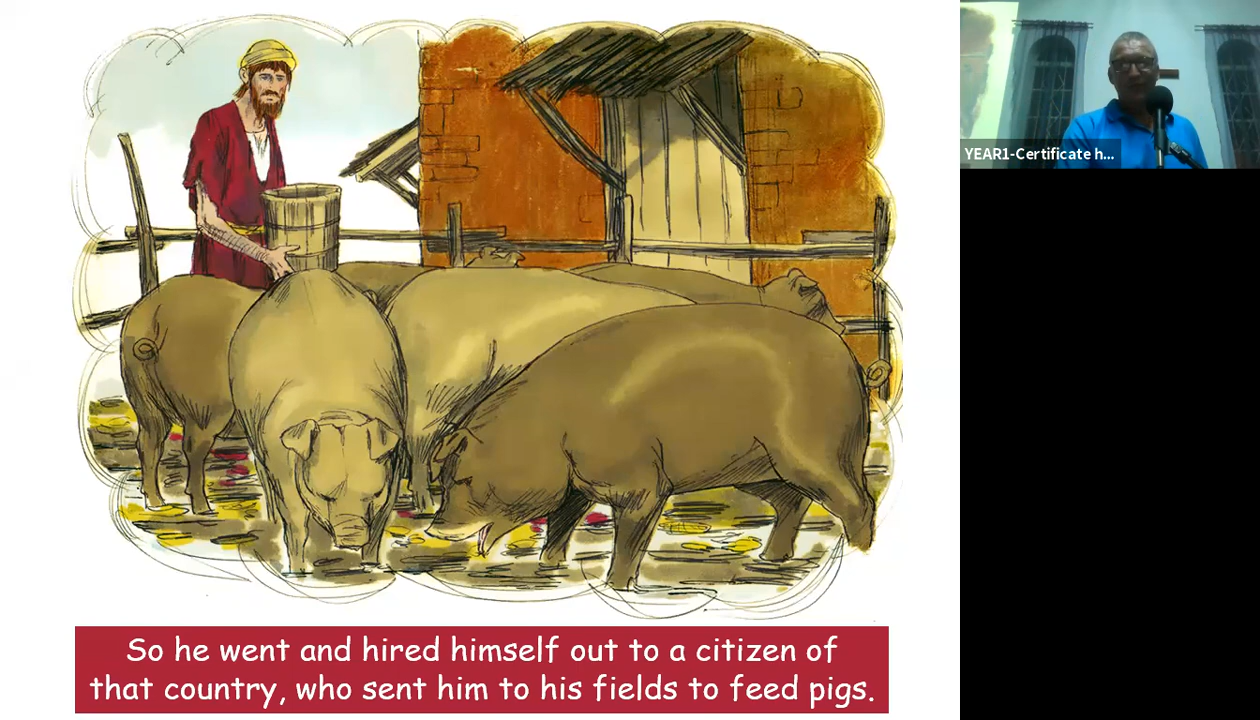 YEAR1-Certificate h...
So he went and hired himself out to a citizen of
that country, who sent him to his fields to feed pigs.